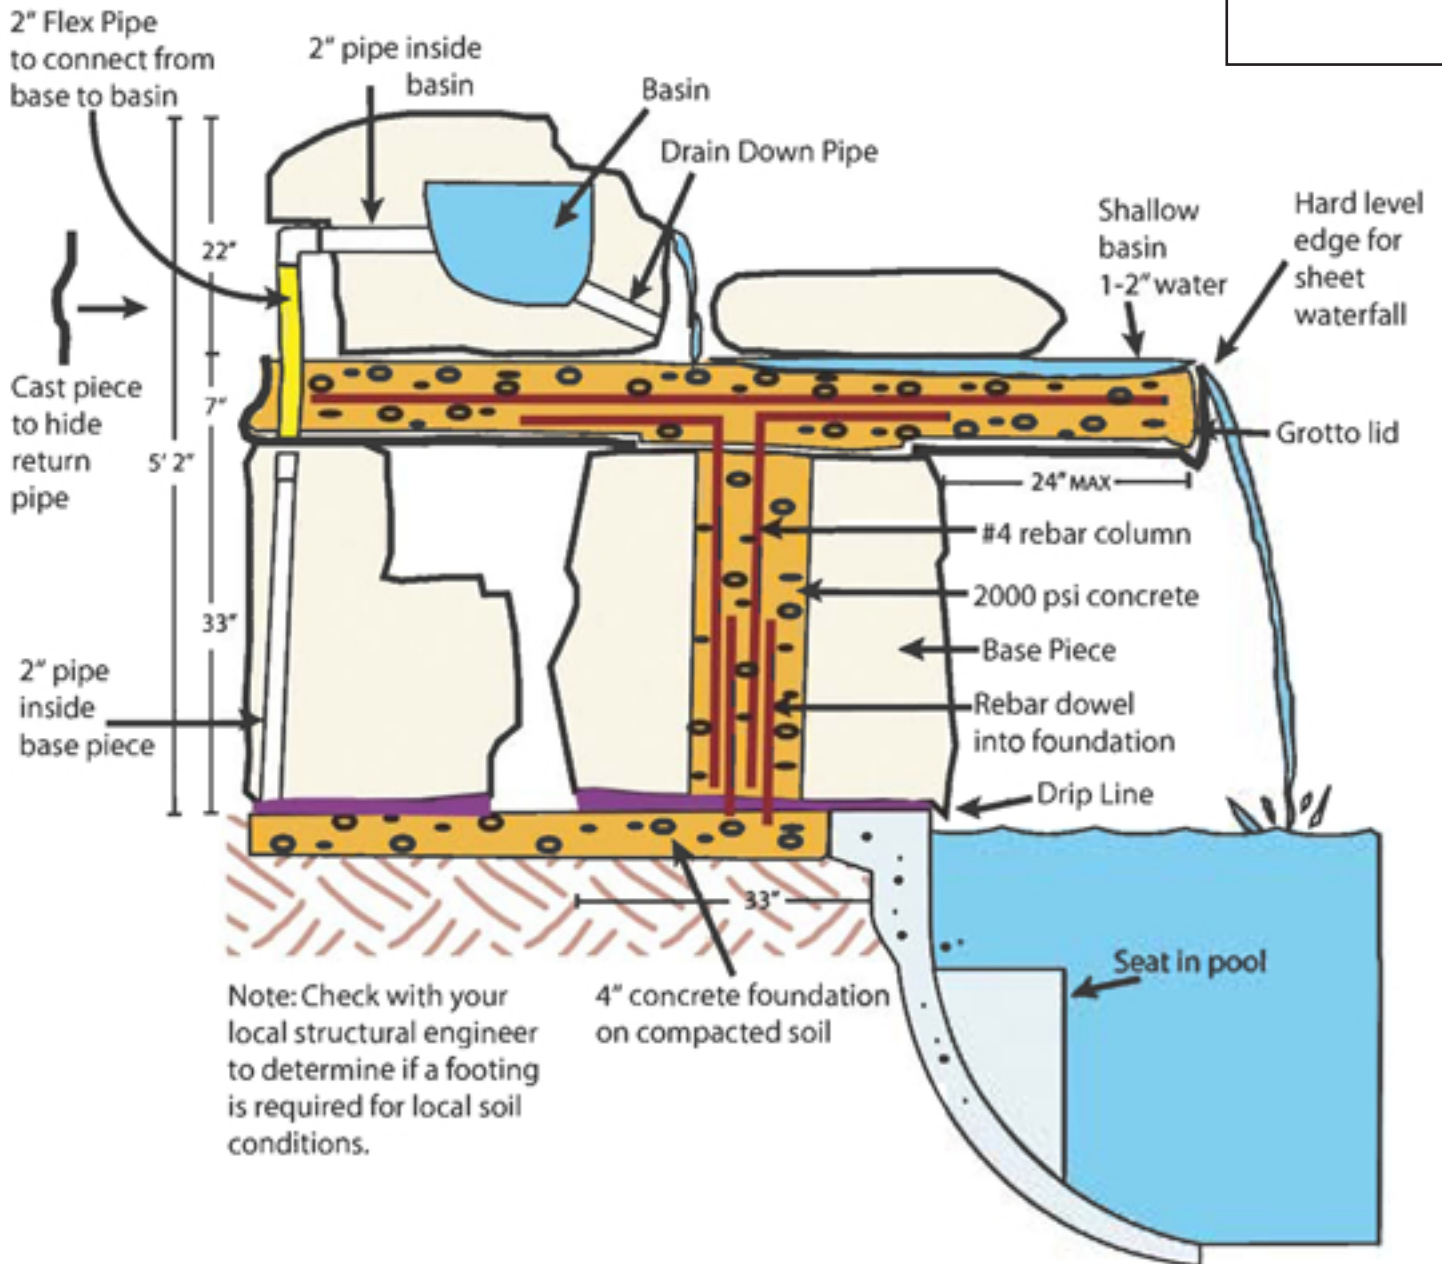 2" Flex Pipe
to connect from
base to basin
2" pipe inside
basin
Basin
Drain Down Pipe
Shallow
basin
1-2" water
Hard level
edge for
sheet
waterfall
22"
Cast piece
to hide
return
pipe
7"
5' 2"
Grotto lid
24" MAX
#4 rebar column
2000 psi concrete
33"
Base Piece
2" pipe
inside
base piece
Rebar dowel
into foundation
Drip Line
33"
Seat in pool
Note: Check with your
local structural engineer
to determine if a footing
is required for local soil
conditions.
4" concrete foundation
on compacted soil